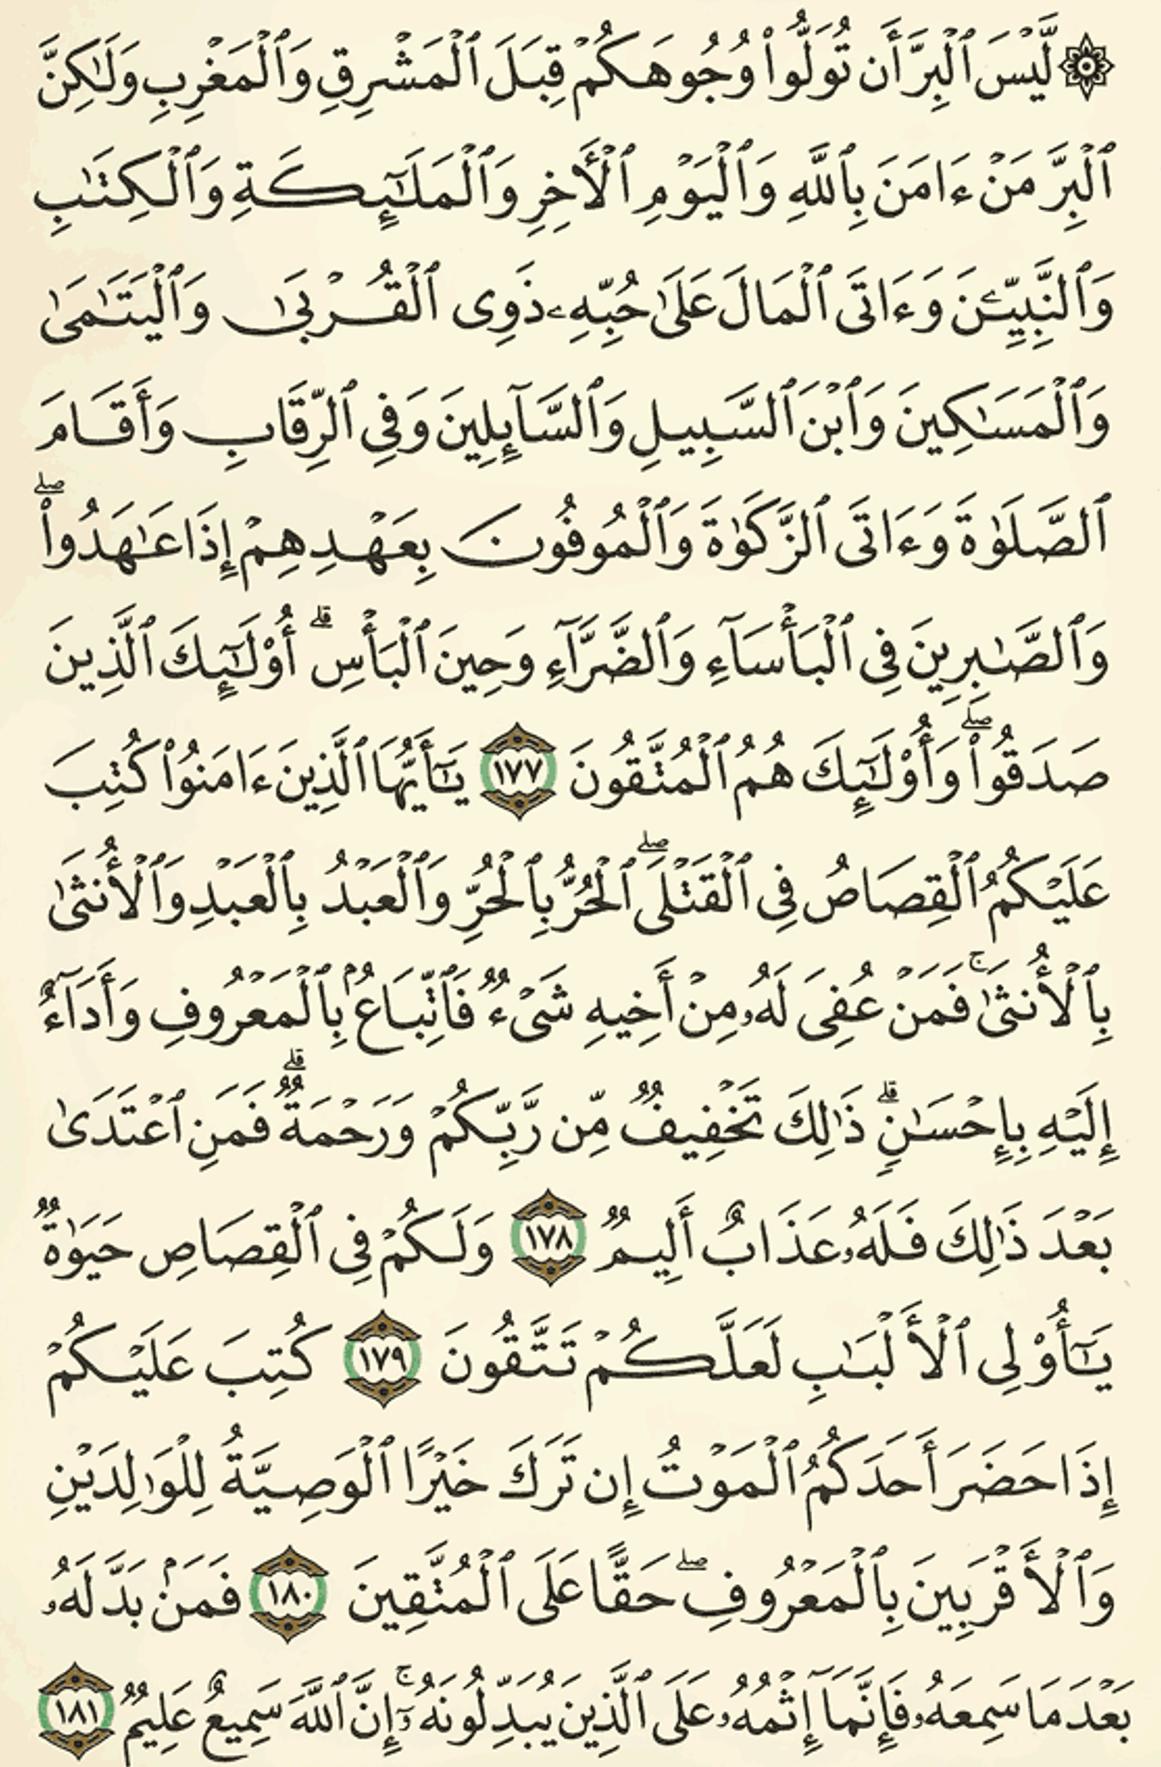 ۞ لَّيْسَ ٱلْبِرَّ أَن تُوَلُّوا۟ وُجُوهَكُمْ قِبَلَ ٱلْمَشْرِقِ وَٱلْمَغْرِبِ وَلَـٰكِنَّ
ٱلْبِرَّ مَنْ ءَامَنَ بِٱللَّهِ وَٱلْيَوْمِ ٱلْـَٔاخِرِ وَٱلْمَلَـٰٓئِكَةِ وَٱلْكِتَـٰبِ
وَٱلنَّبِيِّـۧنَ وَءَاتَى ٱلْمَالَ عَلَىٰ حُبِّهِۦ ذَوِى ٱلْقُرْبَىٰ وَٱلْيَتَـٰمَىٰ
وَٱلْمَسَـٰكِينَ وَٱبْنَ ٱلسَّبِيلِ وَٱلسَّآئِلِينَ وَفِى ٱلرِّقَابِ وَأَقَامَ
ٱلصَّلَوٰةَ وَءَاتَى ٱلزَّكَوٰةَ وَٱلْمُوفُونَ بِعَهْدِهِمْ إِذَا عَـٰهَدُوا۟ۖ
وَٱلصَّـٰبِرِينَ فِى ٱلْبَأْسَآءِ وَٱلضَّرَّآءِ وَحِينَ ٱلْبَأْسِۗ أُو۟لَـٰٓئِكَ ٱلَّذِينَ
صَدَقُوا۟ۖ وَأُو۟لَـٰٓئِكَ هُمُ ٱلْمُتَّقُونَ ١٧٧ يَـٰٓأَيُّهَا ٱلَّذِينَ ءَامَنُوا۟ كُتِبَ
عَلَيْكُمُ ٱلْقِصَاصُ فِى ٱلْقَتْلَىۖ ٱلْحُرُّ بِٱلْحُرِّ وَٱلْعَبْدُ بِٱلْعَبْدِ وَٱلْأُنثَىٰ
بِٱلْأُنثَىٰۚ فَمَنْ عُفِىَ لَهُۥ مِنْ أَخِيهِ شَىْءٌ فَٱتِّبَاعٌۢ بِٱلْمَعْرُوفِ وَأَدَآءٌ
إِلَيْهِ بِإِحْسَـٰنٍۗ ذَٰلِكَ تَخْفِيفٌ مِّن رَّبِّكُمْ وَرَحْمَةٌۗ فَمَنِ ٱعْتَدَىٰ
بَعْدَ ذَٰلِكَ فَلَهُۥ عَذَابٌ أَلِيمٌ ١٧٨ وَلَكُمْ فِى ٱلْقِصَاصِ حَيَوٰةٌ
يَـٰٓأُو۟لِى ٱلْأَلْبَـٰبِ لَعَلَّكُمْ تَتَّقُونَ ١٧٩ كُتِبَ عَلَيْكُمْ
إِذَا حَضَرَ أَحَدَكُمُ ٱلْمَوْتُ إِن تَرَكَ خَيْرًا ٱلْوَصِيَّةُ لِلْوَٰلِدَيْنِ
وَٱلْأَقْرَبِينَ بِٱلْمَعْرُوفِۖ حَقًّا عَلَى ٱلْمُتَّقِينَ ١٨٠ فَمَنۢ بَدَّلَهُۥ
بَعْدَ مَا سَمِعَهُۥ فَإِنَّمَآ إِثْمُهُۥ عَلَى ٱلَّذِينَ يُبَدِّلُونَهُۥٓۚ إِنَّ ٱللَّهَ سَمِيعٌ عَلِيمٌ ١٨١